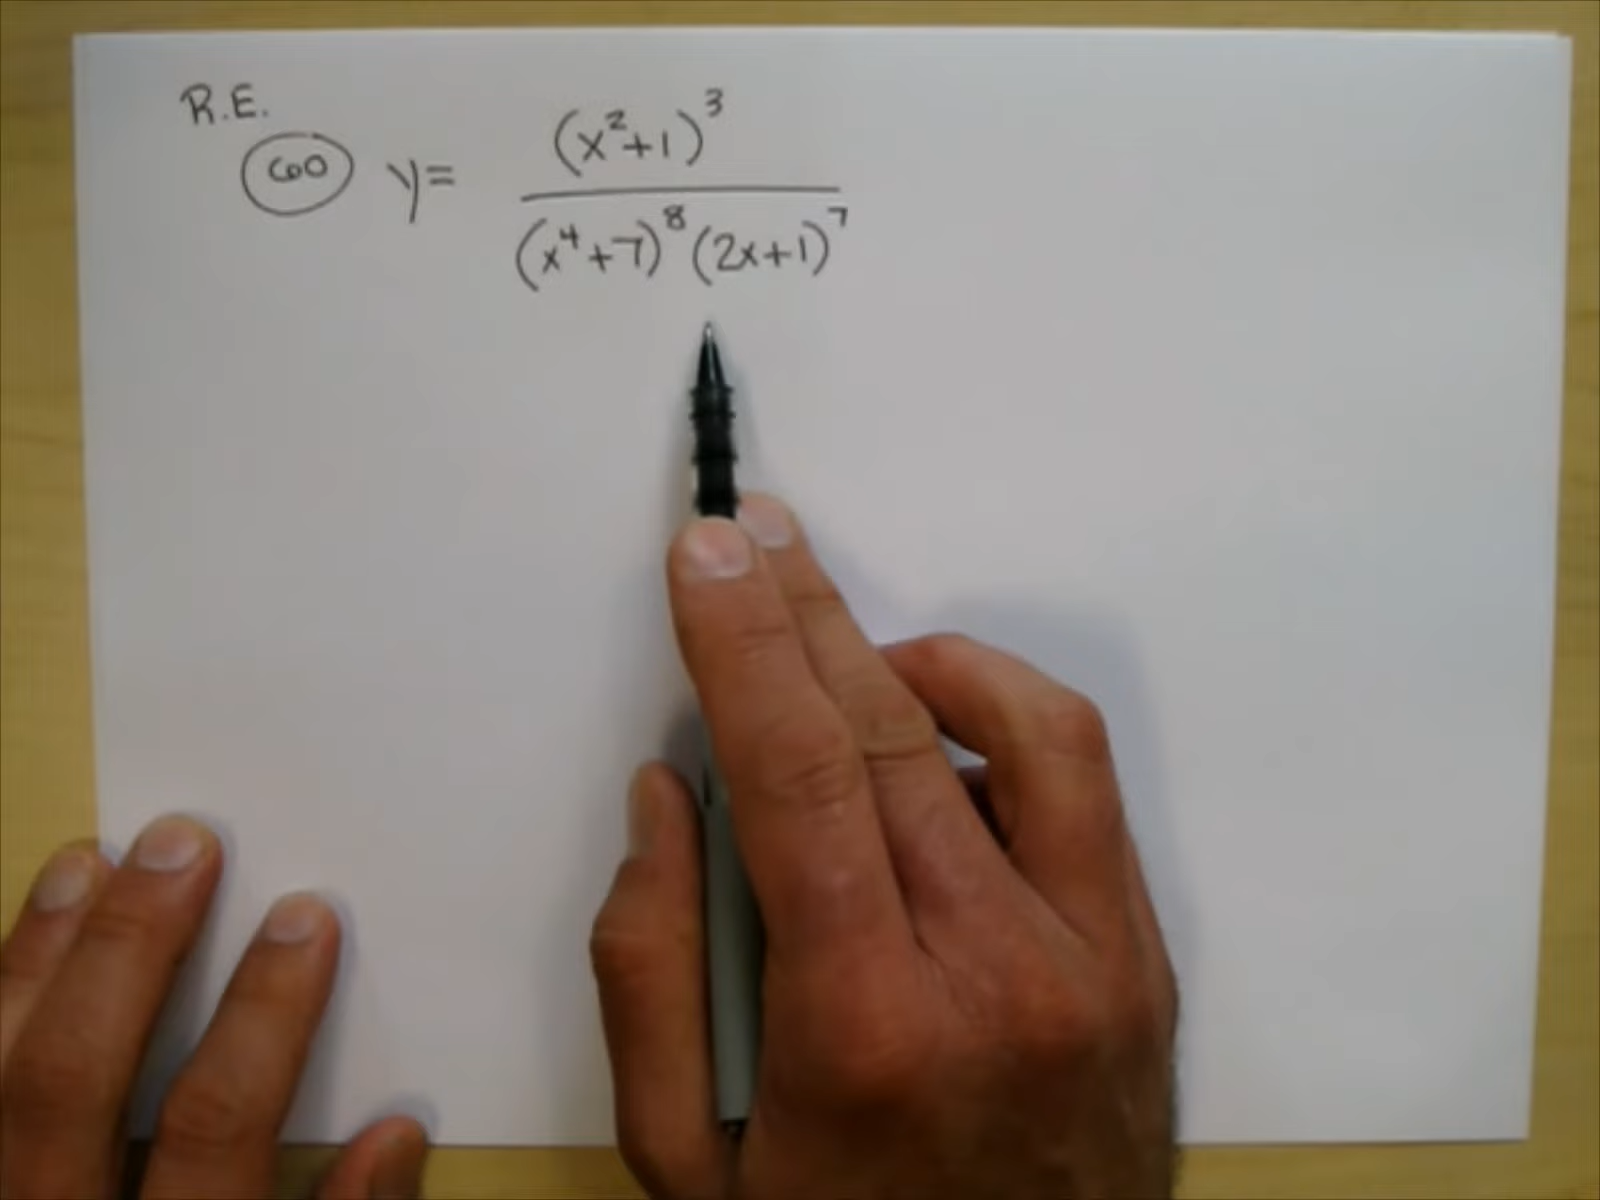 R.E.
60 y= (x²+1)³
(x⁴+7)⁸(2x+1)⁷